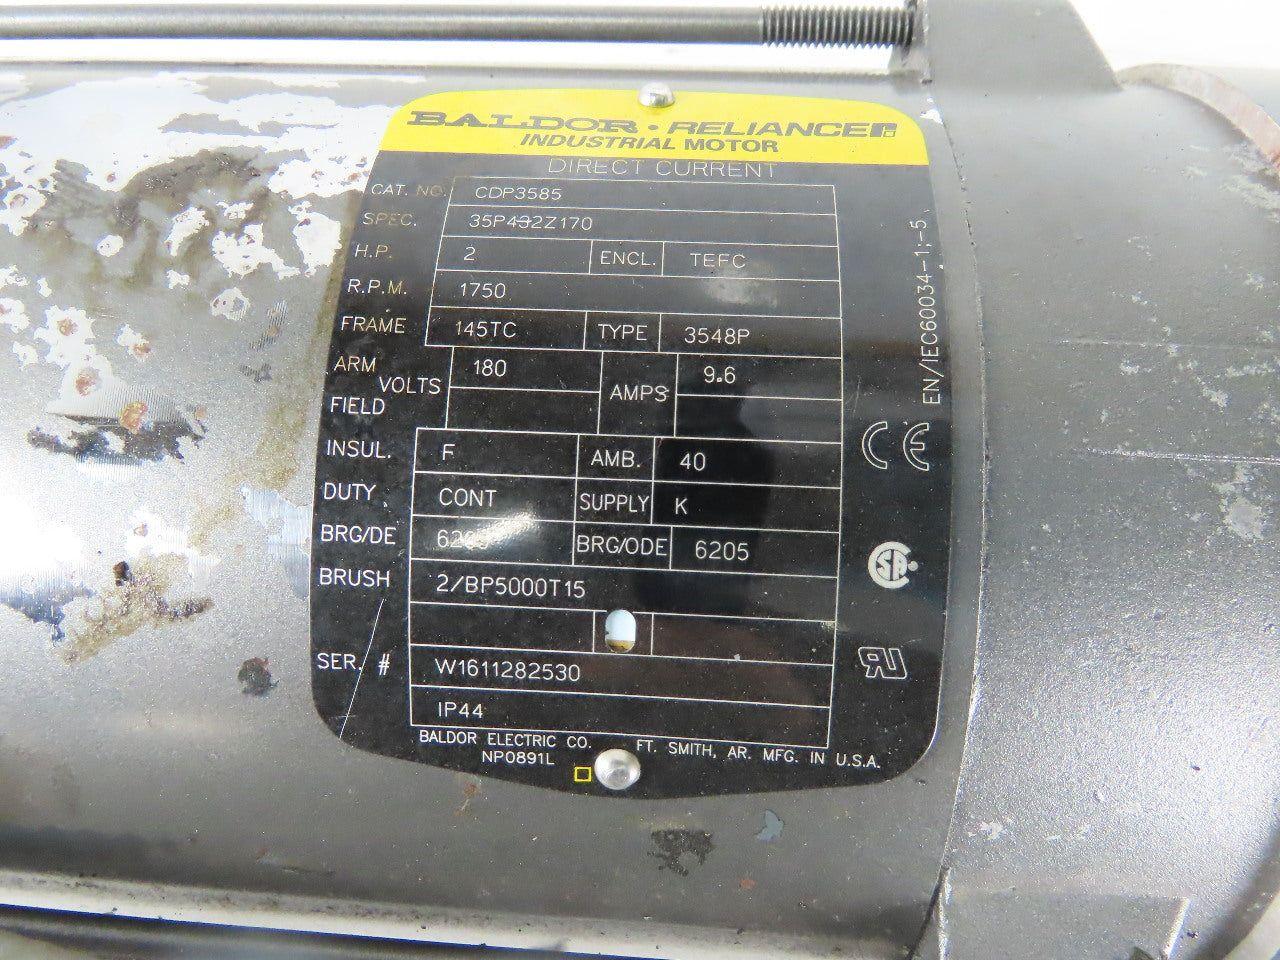 BALDOR • RELIANCE
INDUSTRIAL MOTOR
DIRECT CURRENT
CAT. NO. CDP3585
SPEC. 35P432Z170
H.P. 2 ENCL. TEFC
R.P.M. 1750
FRAME 145TC TYPE 3548P
ARM VOLTS 180 AMPS 9.6
FIELD
INSUL. F AMB. 40
DUTY CONT SUPPLY K
BRG/DE BRG/ODE 6205
BRUSH 2/BP5000T15
SER. # W1611282530
IP44
BALDOR ELECTRIC CO. FT. SMITH, AR. MFG. IN U.S.A.
NP0891L
EN/IEC60034-1;-5
CE
SA
RU